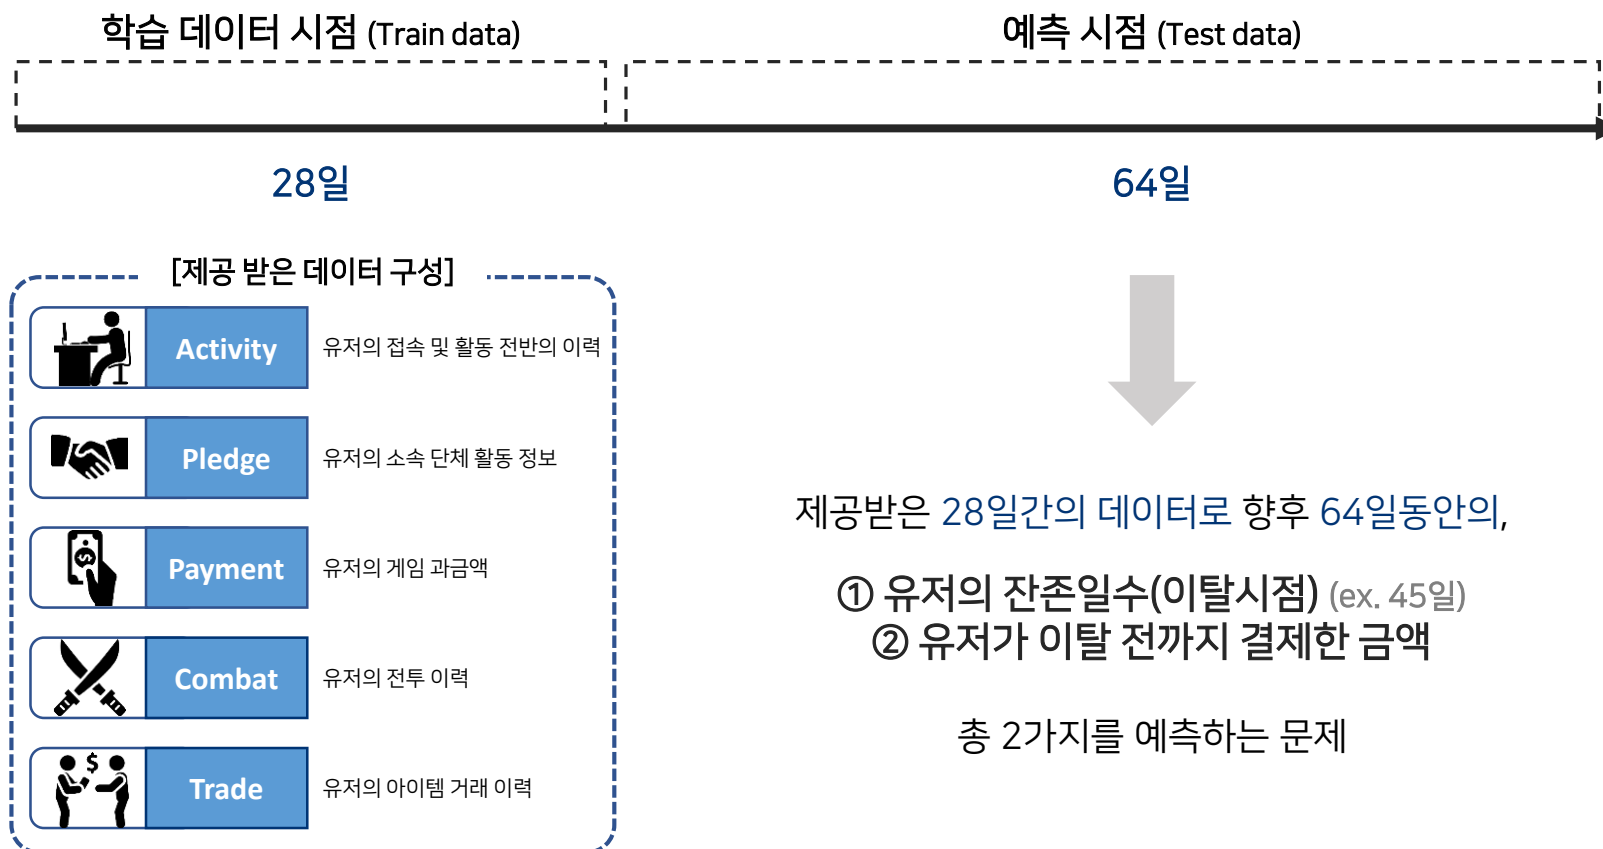 학습 데이터 시점 (Train data)
예측 시점 (Test data)
28일
64일
[제공 받은 데이터 구성]
Activity
유저의 접속 및 활동 전반의 이력
Pledge
유저의 소속 단체 활동 정보
Payment
유저의 게임 과금액
Combat
유저의 전투 이력
$
Trade
유저의 아이템 거래 이력
제공받은 28일간의 데이터로 향후 64일동안의,
① 유저의 잔존일수(이탈시점) (ex. 45일)
② 유저가 이탈 전까지 결제한 금액
총 2가지를 예측하는 문제